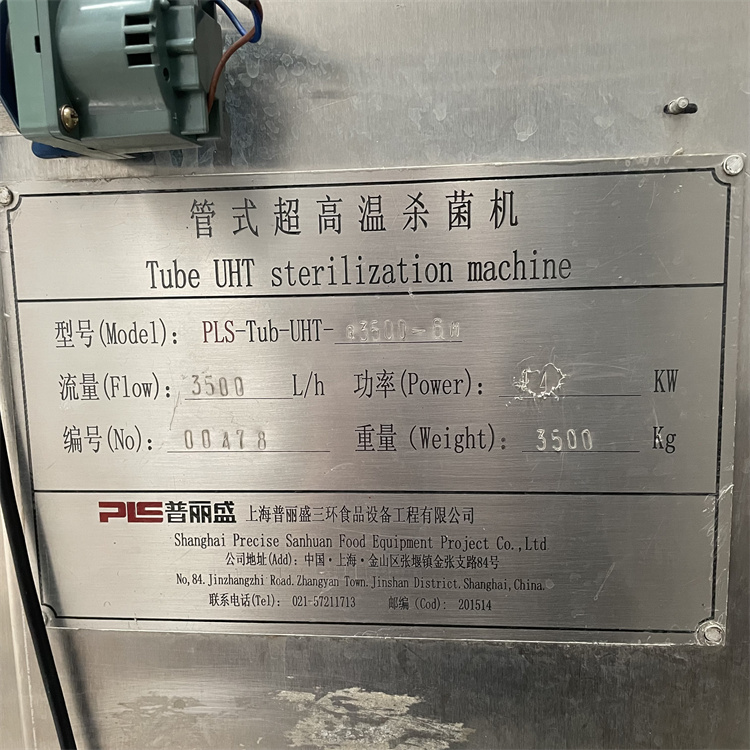 管式超高温杀菌机
Tube UHT sterilization machine
型号(Model): PLS-Tub-UHT-
流量(Flow): 3500 L/h 功率(Power): KW
编号(No): 00A78 重量 (Weight): 3500 Kg
PLS普丽盛 上海普丽盛三环食品设备工程有限公司
Shanghai Precise Sanhuan Food Equipment Project Co.,Ltd
公司地址(Add): 中国·上海·金山区张堰镇金张支路84号
No,84. Jinzhangzhi Road. Zhangyan Town. Jinshan District. Shanghai, China.
联系电话(Tel): 021-57211713 邮编 (Cod): 201514